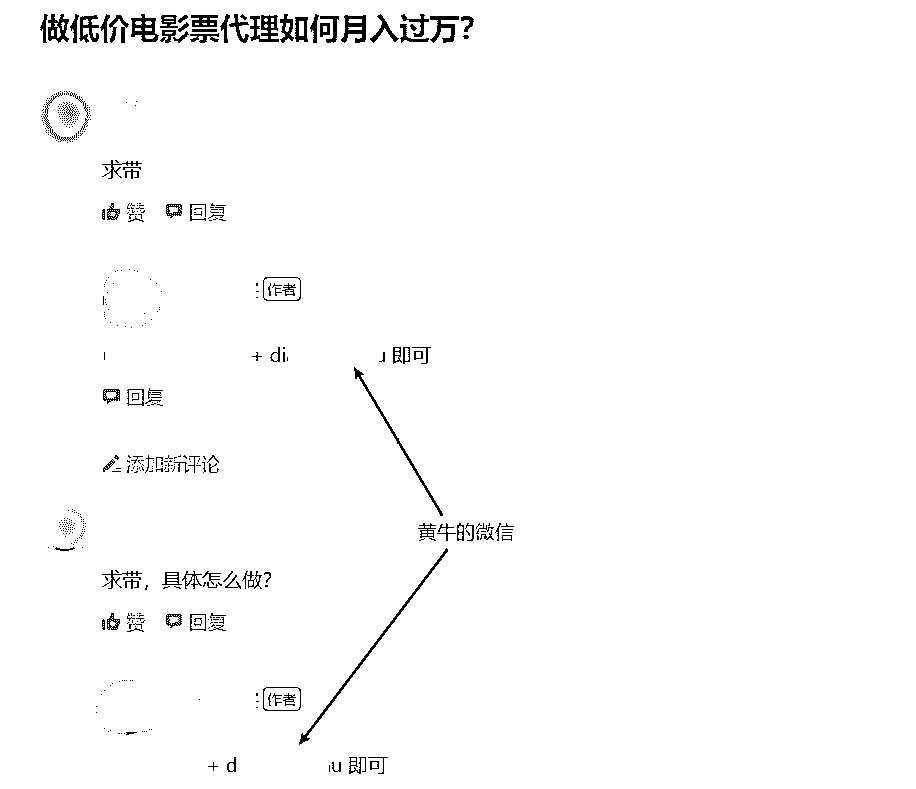 做低价电影票代理如何月入过万？
求带
赞 回复
作者
+ di 即可
回复
添加新评论
黄牛的微信
求带，具体怎么做？
赞 回复
作者
+ d u 即可